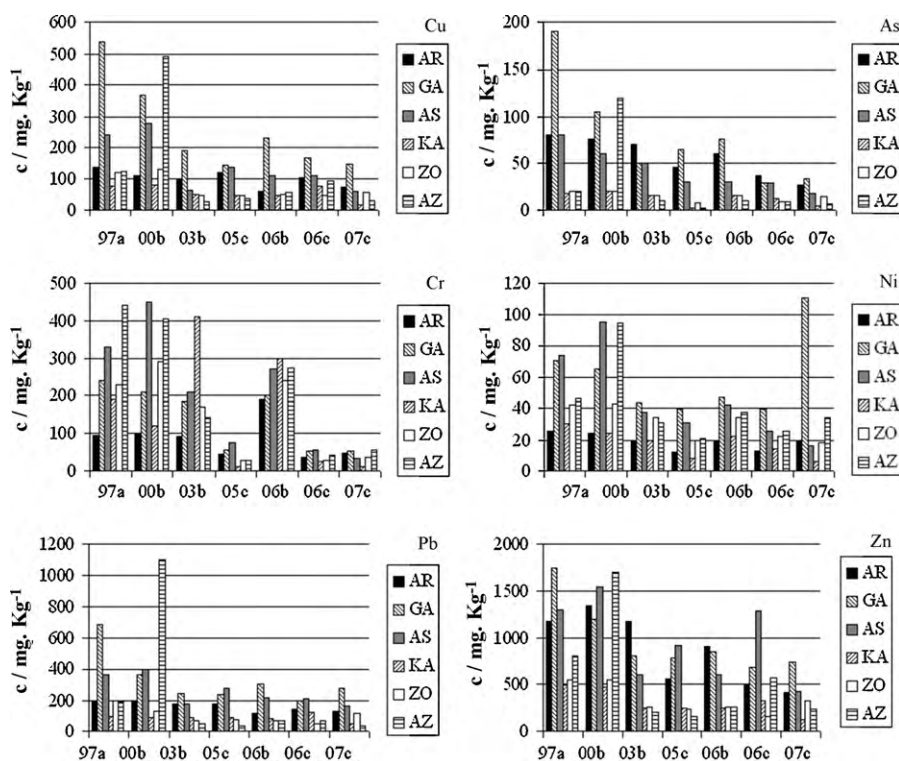 Cu
c / mg. Kg-1
600
500
400
300
200
100
0
97a 00b 03b 05c 06b 06c 07c
AR
GA
AS
KA
ZO
AZ
As
c / mg. Kg-1
200
150
100
50
0
97a 00b 03b 05c 06b 06c 07c
AR
GA
AS
KA
ZO
AZ
Cr
c / mg. Kg-1
500
400
300
200
100
0
97a 00b 03b 05c 06b 06c 07c
AR
GA
AS
KA
ZO
AZ
Ni
c / mg. Kg-1
120
100
80
60
40
20
0
97a 00b 03b 05c 06b 06c 07c
AR
GA
AS
KA
ZO
AZ
Pb
c / mg. Kg-1
1200
1000
800
600
400
200
0
97a 00b 03b 05c 06b 06c 07c
AR
GA
AS
KA
ZO
AZ
Zn
c / mg. Kg-1
2000
1500
1000
500
0
97a 00b 03b 05c 06b 06c 07c
AR
GA
AS
KA
ZO
AZ